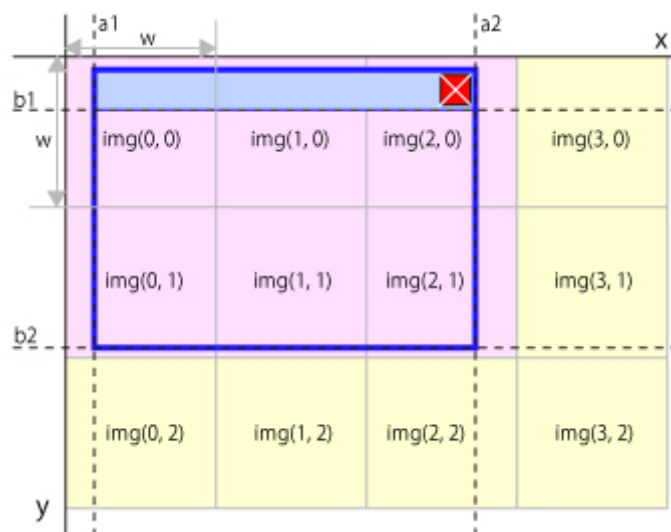 a1 a2
w x
b1
w img(0, 0) img(1, 0) img(2, 0) img(3, 0)
img(0, 1) img(1, 1) img(2, 1) img(3, 1)
b2
img(0, 2) img(1, 2) img(2, 2) img(3, 2)
y